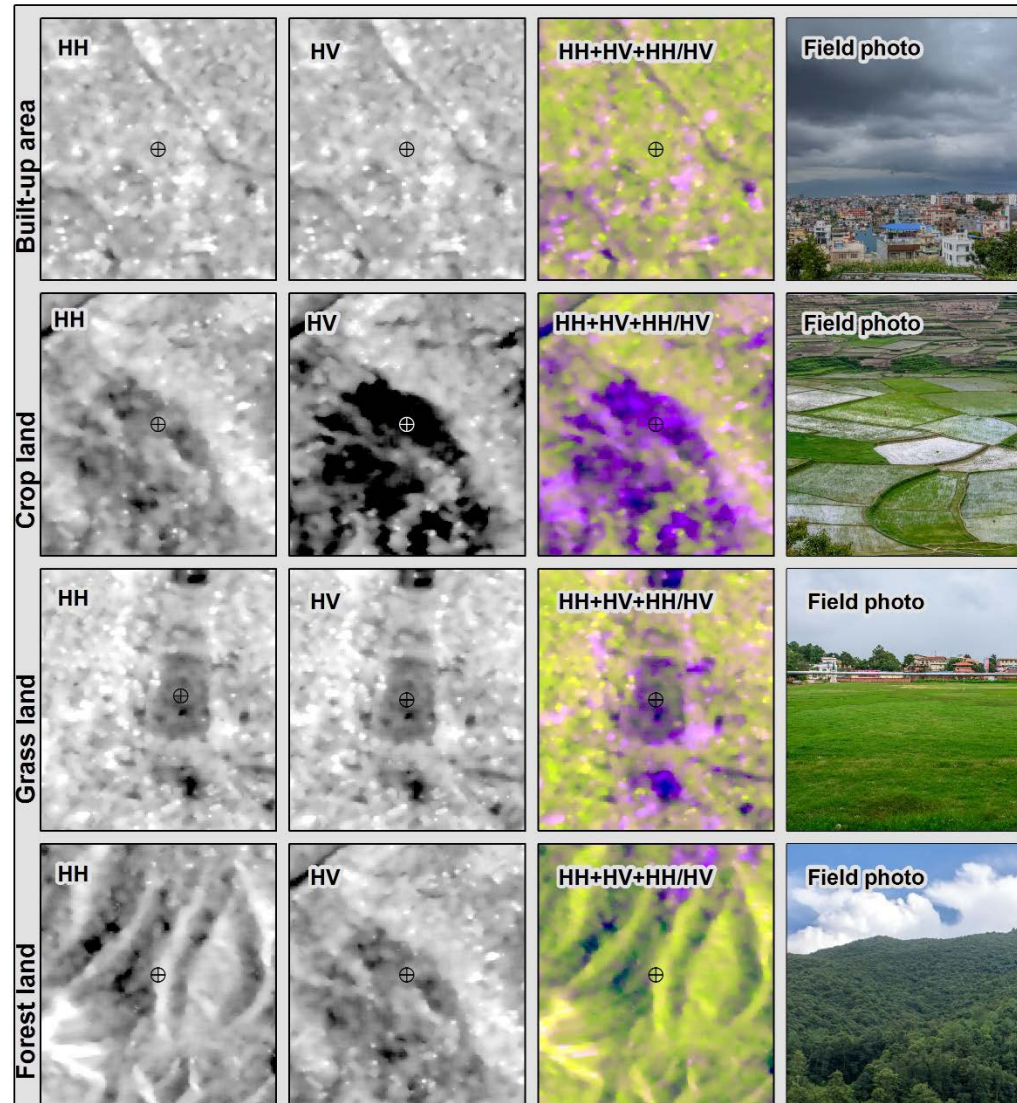 Built-up area
HH
HV
HH+HV+HH/HV
Field photo
Crop land
HH
HV
HH+HV+HH/HV
Field photo
Grass land
HH
HV
HH+HV+HH/HV
Field photo
Forest land
HH
HV
HH+HV+HH/HV
Field photo